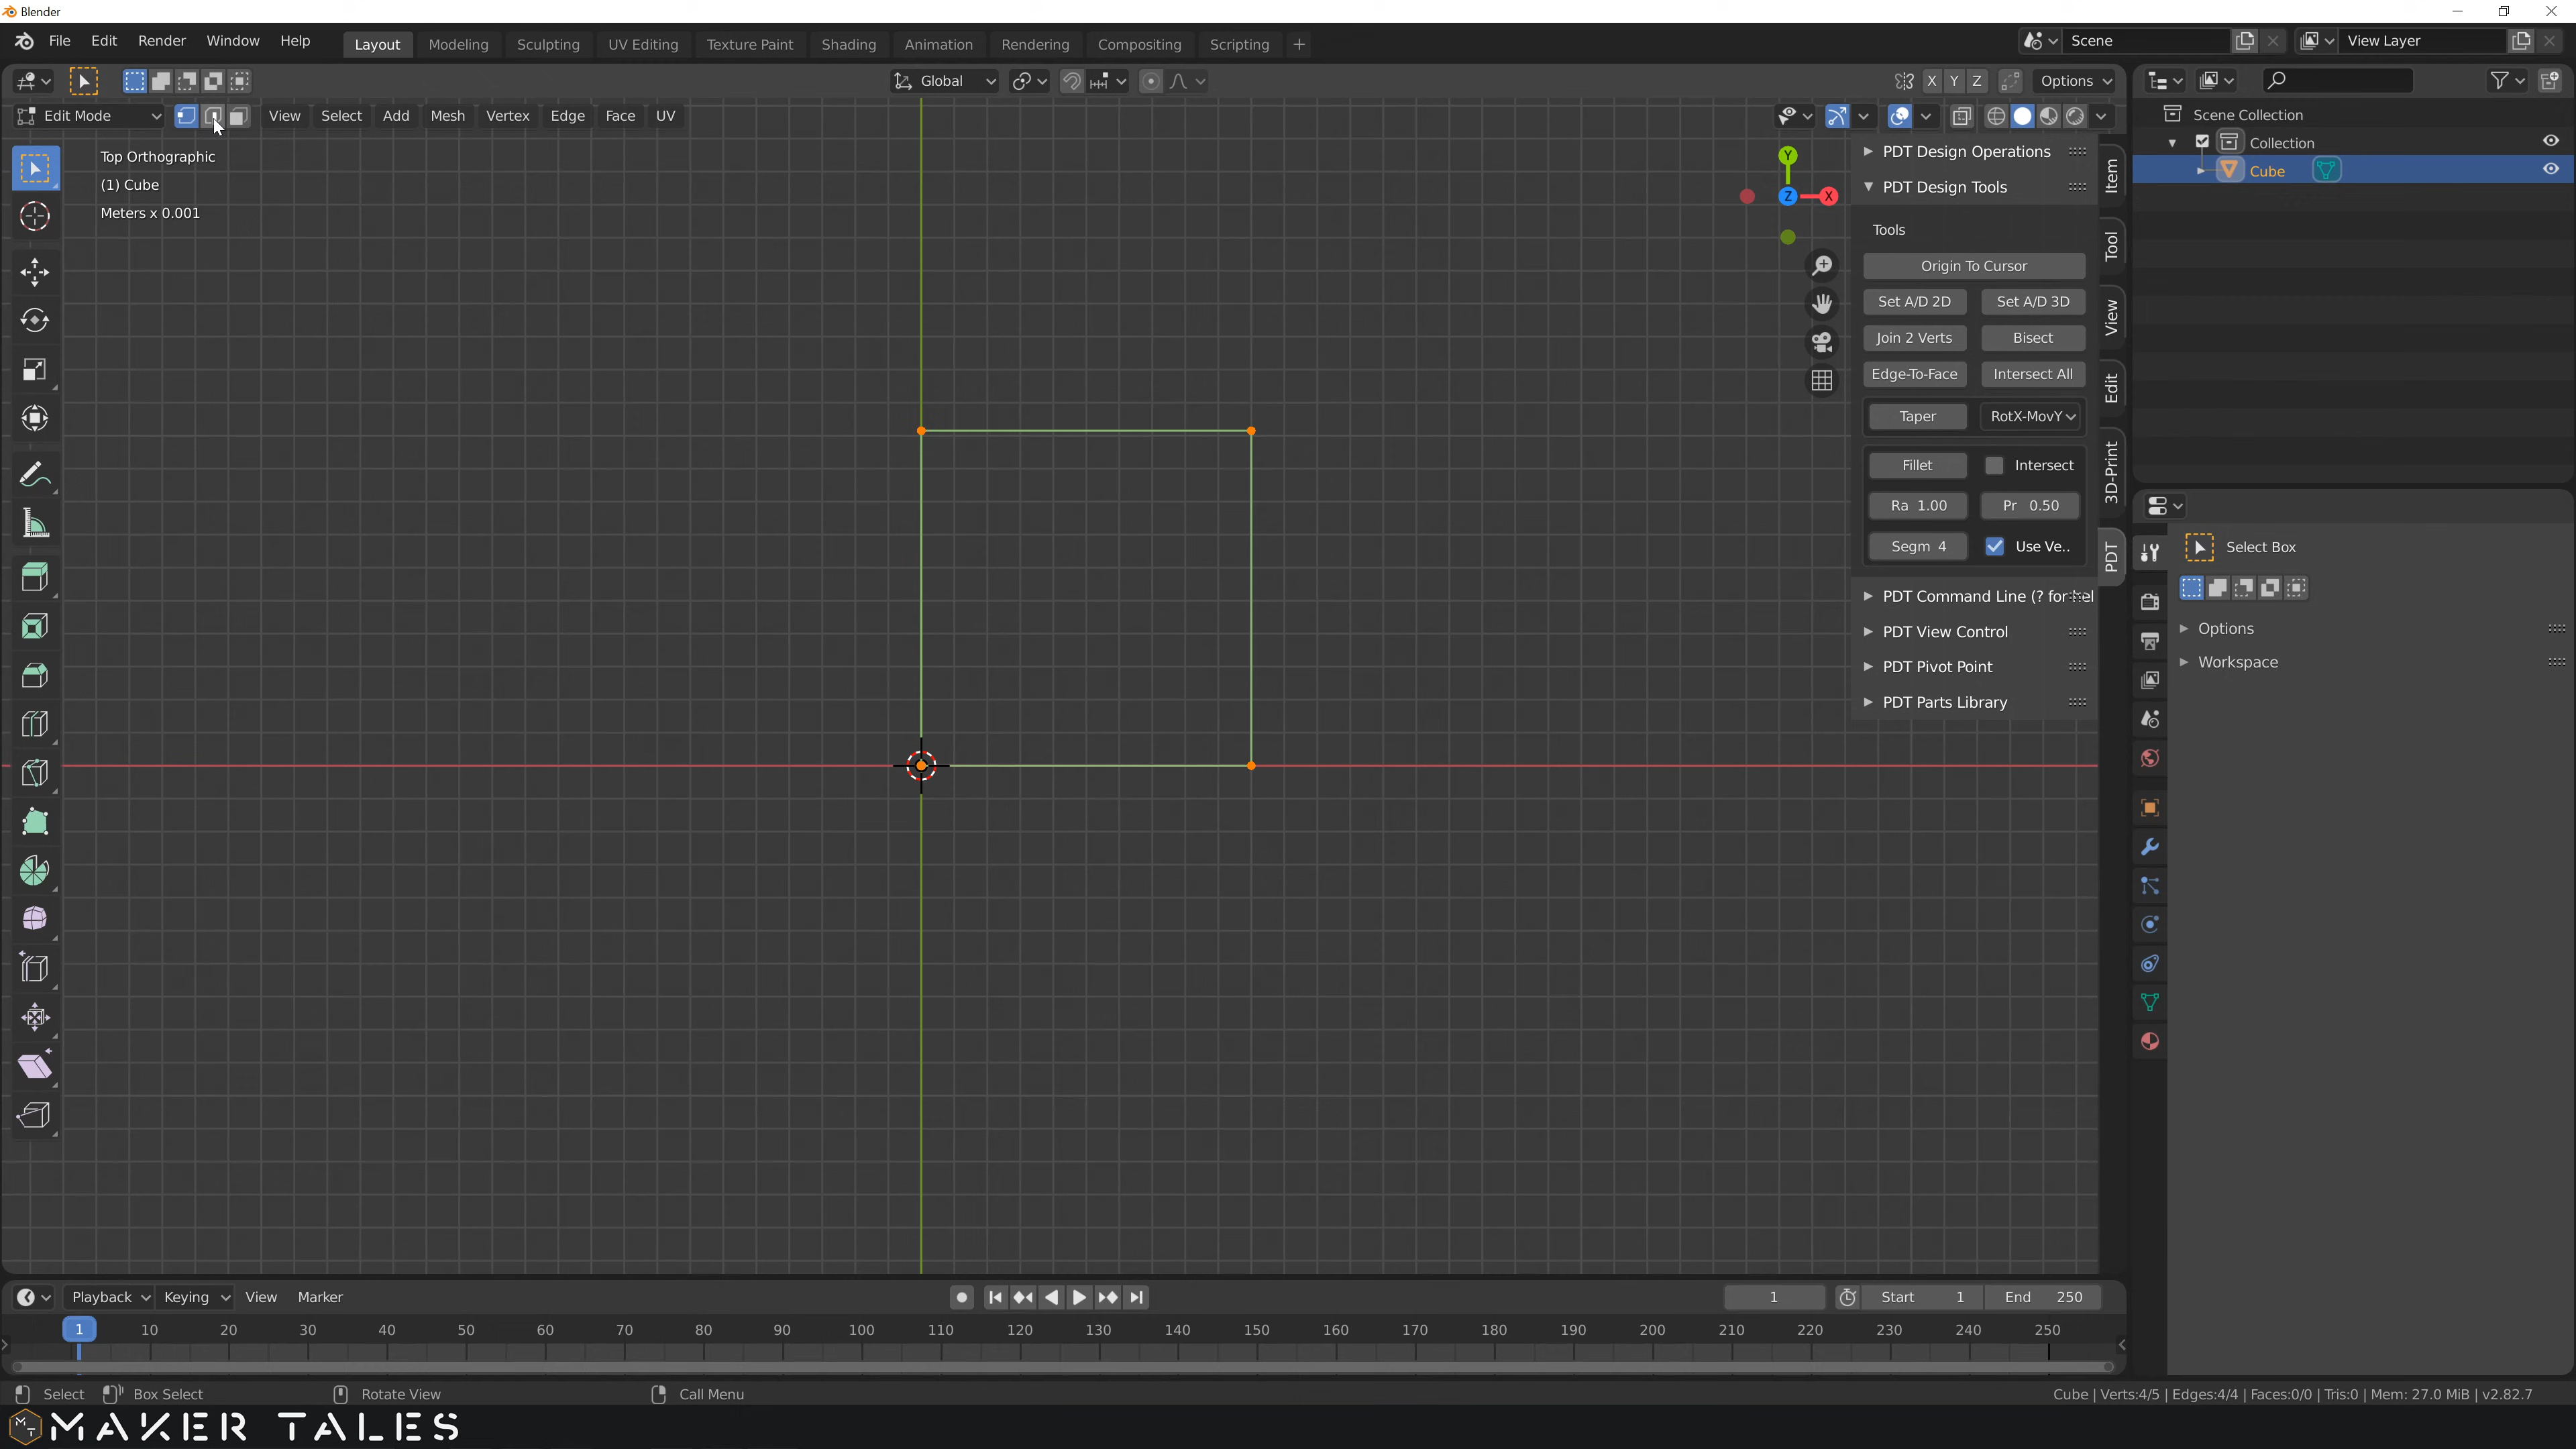 Blender
File Edit Render Window Help Layout Modeling Sculpting UV Editing Texture Paint Shading Animation Rendering Compositing Scripting + Scene View Layer
Global X Y Z Options
Edit Mode View Select Add Mesh Vertex Edge Face UV
Top Orthographic
(1) Cube
Meters x 0.001
Y
X
Z
PDT Design Operations
PDT Design Tools
Tools
Origin To Cursor
Set A/D 2D Set A/D 3D
Join 2 Verts Bisect
Edge-To-Face Intersect All
Taper RotX-MovY
Fillet Intersect
Ra 1.00 Pr 0.50
Segm 4 Use Ve..
PDT Command Line (? for hel
PDT View Control
PDT Pivot Point
PDT Parts Library
Item
Tool
View
Edit
3D-Print
PDT
Scene Collection
Collection
Cube
Select Box
Options
Workspace
Playback Keying View Marker 1 Start 1 End 250
1 10 20 30 40 50 60 70 80 90 100 110 120 130 140 150 160 170 180 190 200 210 220 230 240 250
Select Box Select Rotate View Call Menu Cube | Verts:4/5 | Edges:4/4 | Faces:0/0 | Tris:0 | Mem: 27.0 MiB | v2.82.7
MT MAKER TALES